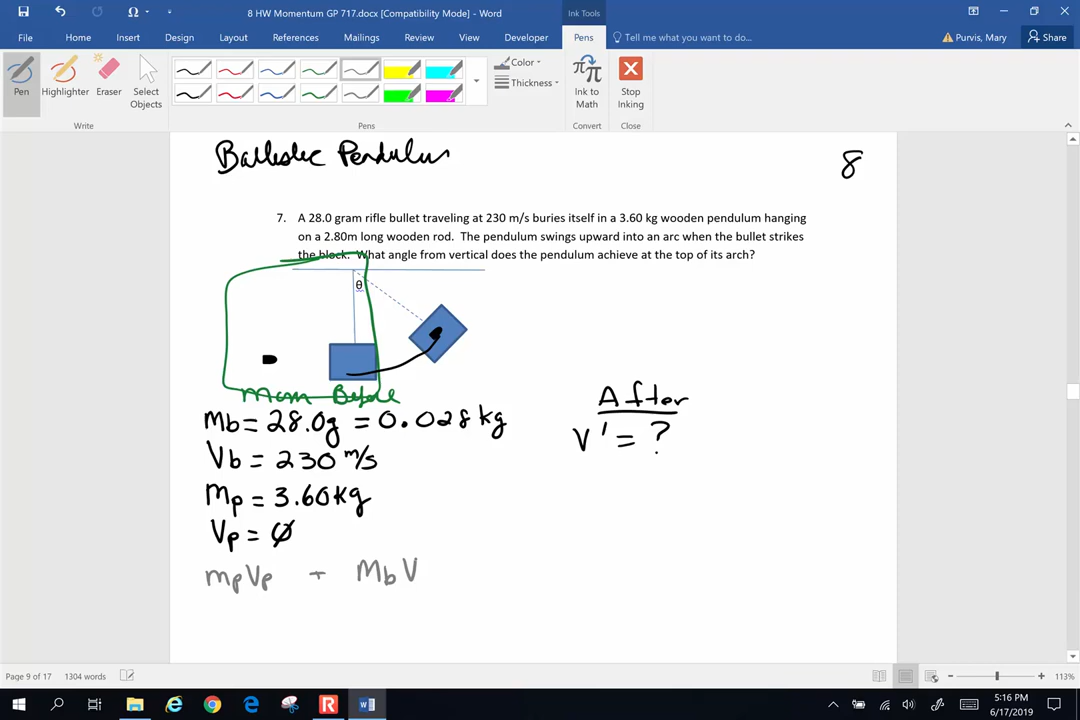 8 HW Momentum GP 717.docx [Compatibility Mode] - Word
Ink Tools
File Home Insert Design Layout References Mailings Review View Developer Pens Tell me what you want to do... Purvis, Mary Share
Pen Highlighter Eraser Select Objects Color Thickness Ink to Math Stop Inking
Write Pens Convert Close
Ballistic Pendulum 8
7. A 28.0 gram rifle bullet traveling at 230 m/s buries itself in a 3.60 kg wooden pendulum hanging
on a 2.80m long wooden rod. The pendulum swings upward into an arc when the bullet strikes
the block. What angle from vertical does the pendulum achieve at the top of its arch?
θ
Mom Before
After
Mb = 28.0g = 0.028 kg
V' = ?
Vb = 230 m/s
Mp = 3.60kg
Vp = Ø
MpVp + MbV
Page 9 of 17 1304 words 113%
5:16 PM
6/17/2019